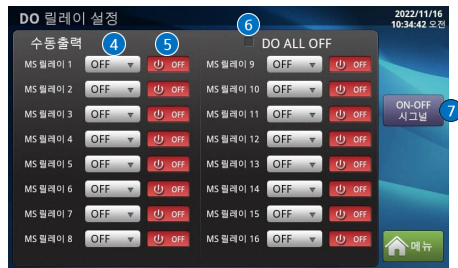 DO 릴레이 설정
2022/11/16
10:34:42 오전
수동출력 4 5
6 DO ALL OFF
MS 릴레이 1 OFF OFF MS 릴레이 9 OFF OFF
MS 릴레이 2 OFF OFF MS 릴레이 10 OFF OFF
MS 릴레이 3 OFF OFF MS 릴레이 11 OFF OFF
MS 릴레이 4 OFF OFF MS 릴레이 12 OFF OFF
MS 릴레이 5 OFF OFF MS 릴레이 13 OFF OFF
MS 릴레이 6 OFF OFF MS 릴레이 14 OFF OFF
MS 릴레이 7 OFF OFF MS 릴레이 15 OFF OFF
MS 릴레이 8 OFF OFF MS 릴레이 16 OFF OFF
ON-OFF
시그널 7
메뉴